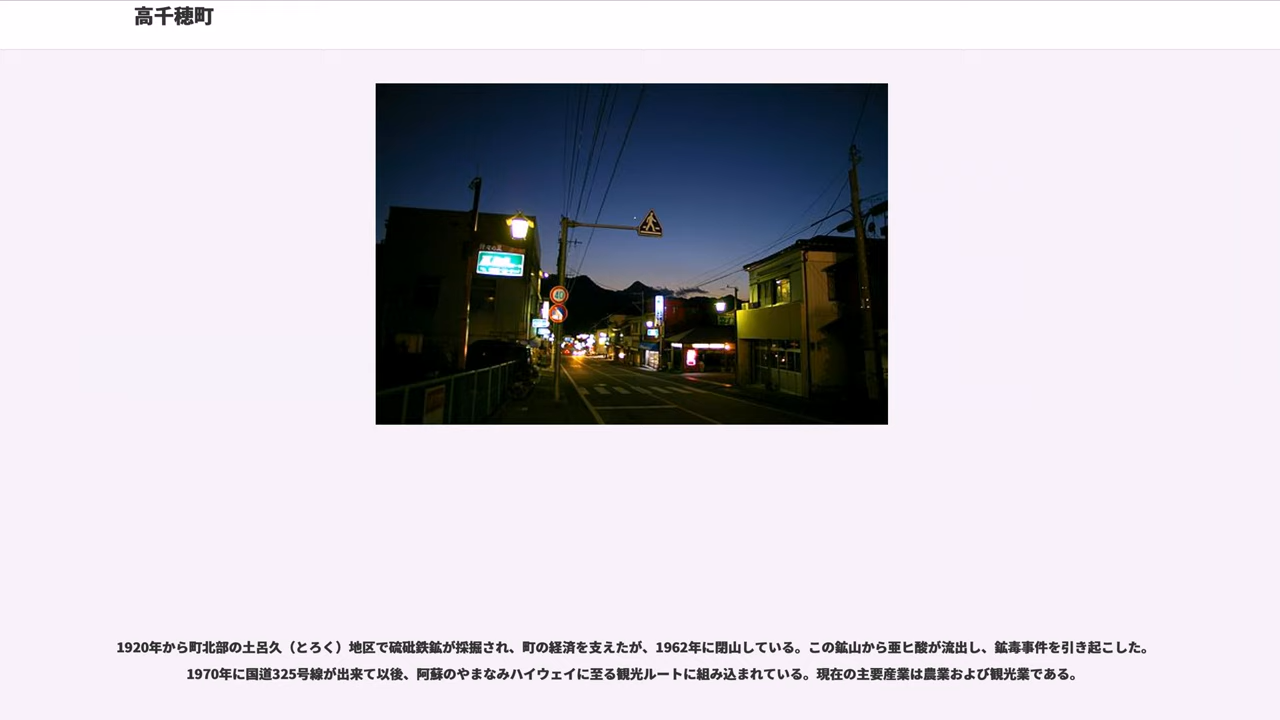 高千穂町
40
1920年から町北部の土呂久（とろく）地区で硫砒鉄鉱が採掘され、町の経済を支えたが、1962年に閉山している。この鉱山から亜ヒ酸が流出し、鉱毒事件を引き起こした。
1970年に国道325号線が出来て以後、阿蘇のやまなみハイウェイに至る観光ルートに組み込まれている。現在の主要産業は農業および観光業である。